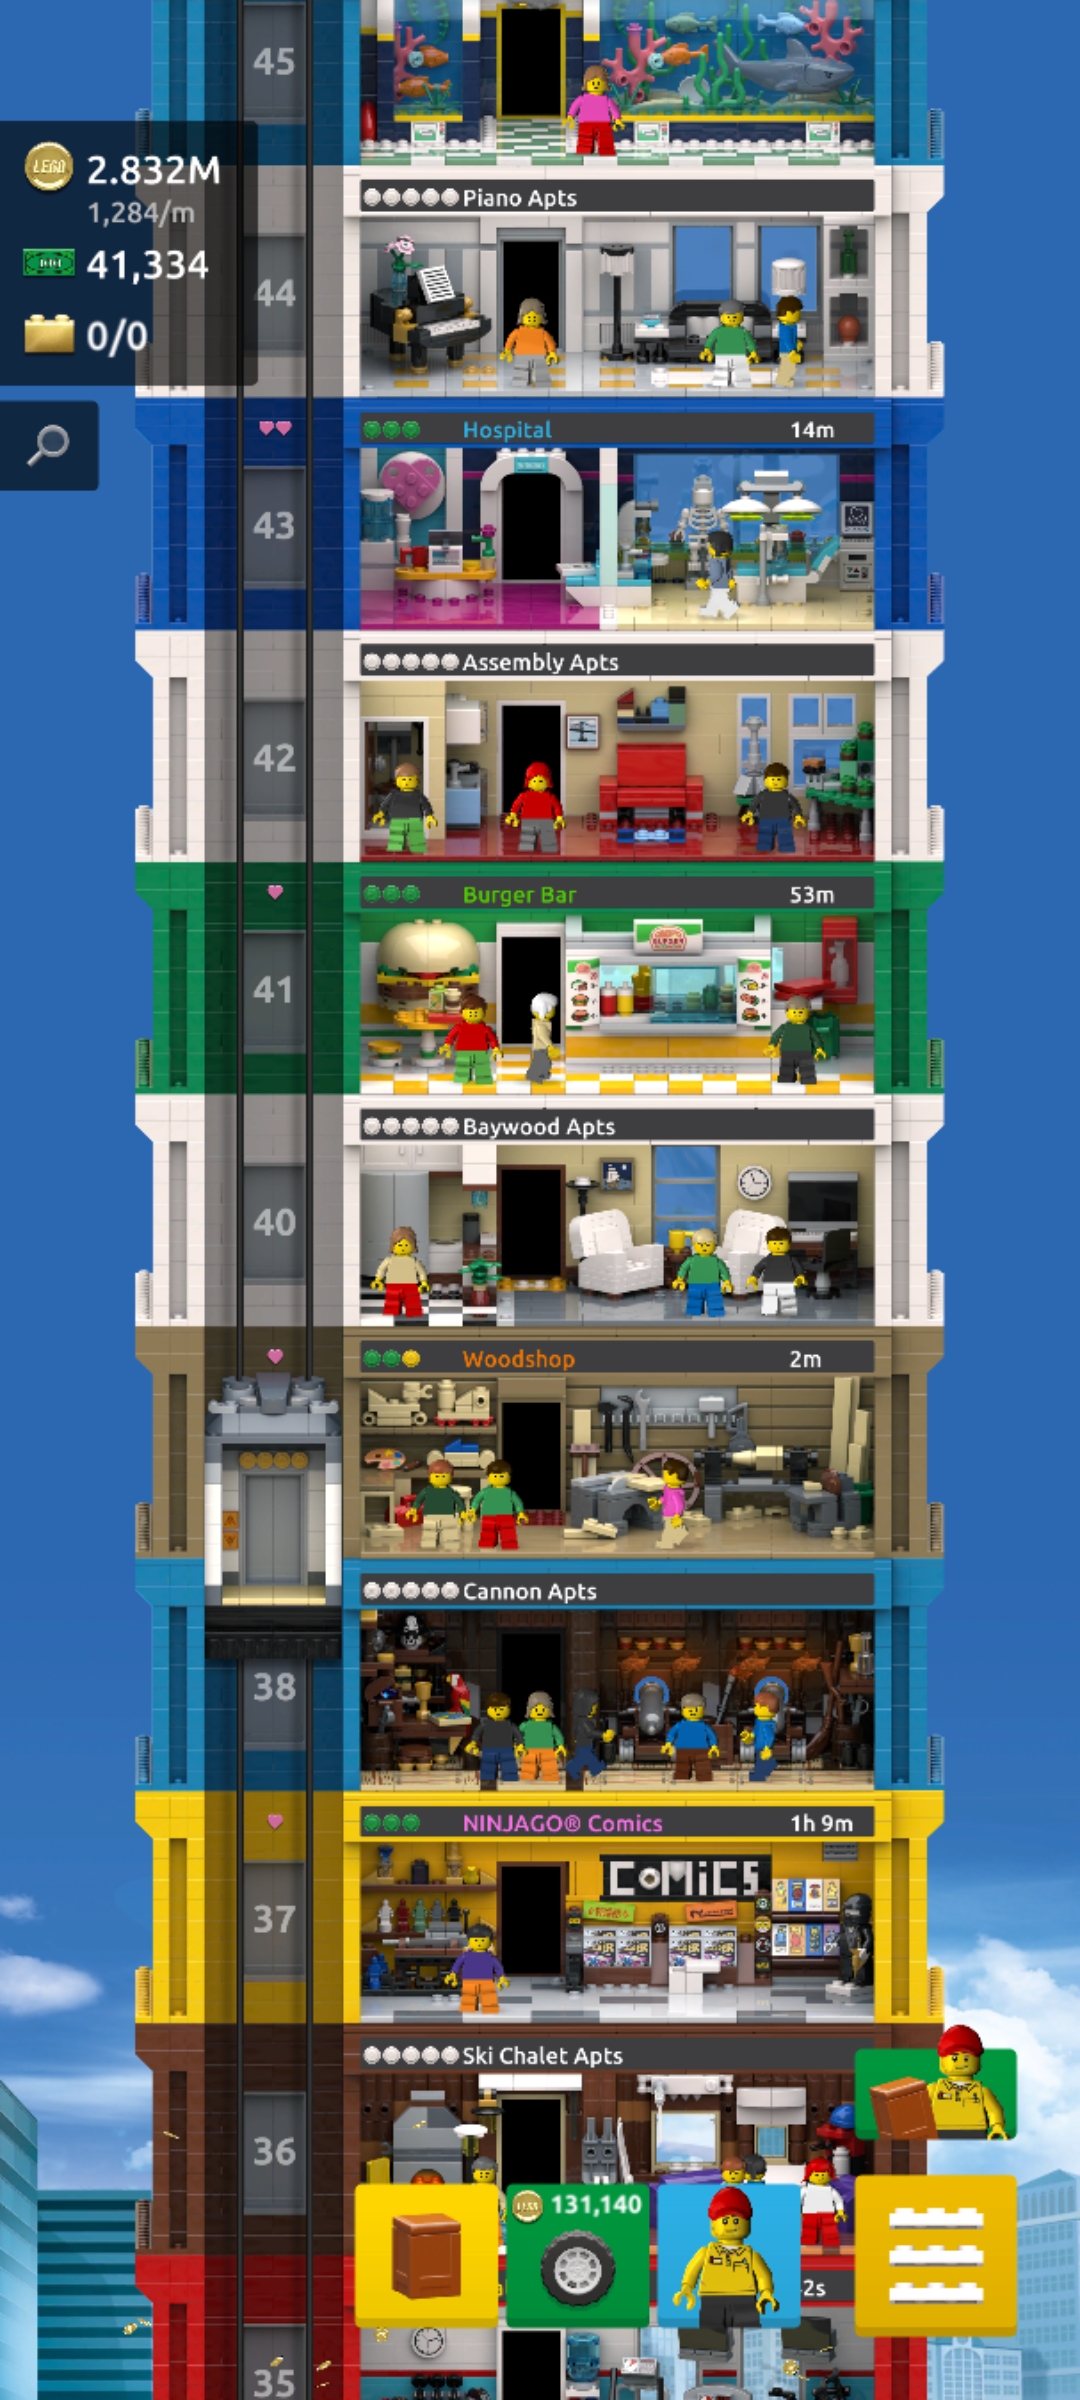 45
LEGO 2.832M
1,284/m
41,334
0/0
Piano Apts
44
Hospital 14m
43
Assembly Apts
42
Burger Bar 53m
BURGER
41
Baywood Apts
40
Woodshop 2m
Cannon Apts
38
NINJAGO® Comics 1h 9m
COMICS
37
Ski Chalet Apts
36
131,140
2s
35